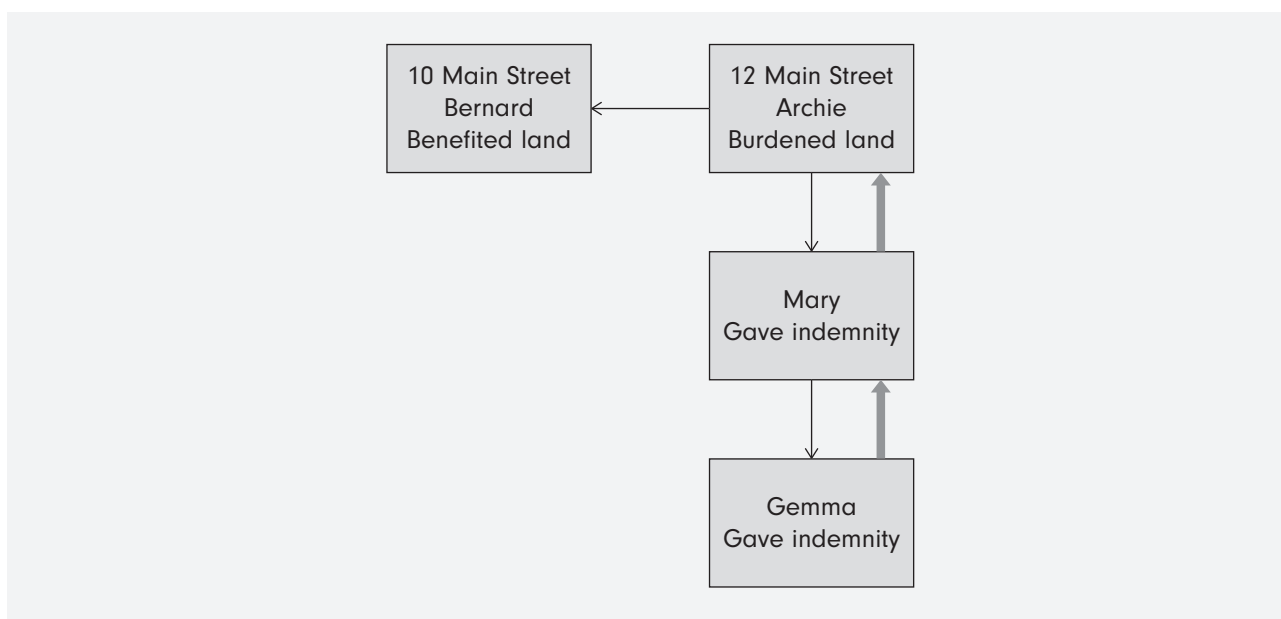 10 Main Street
Bernard
Benefited land
12 Main Street
Archie
Burdened land
Mary
Gave indemnity
Gemma
Gave indemnity